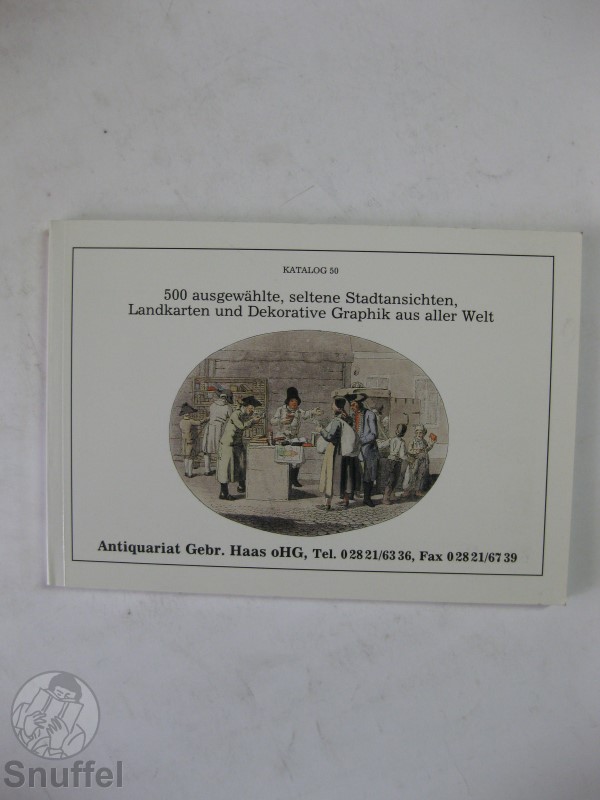 KATALOG 50
500 ausgewählte, seltene Stadtansichten,
Landkarten und Dekorative Graphik aus aller Welt
Antiquariat Gebr. Haas oHG, Tel. 0 28 21/63 36, Fax 0 28 21/67 39
Snuffel